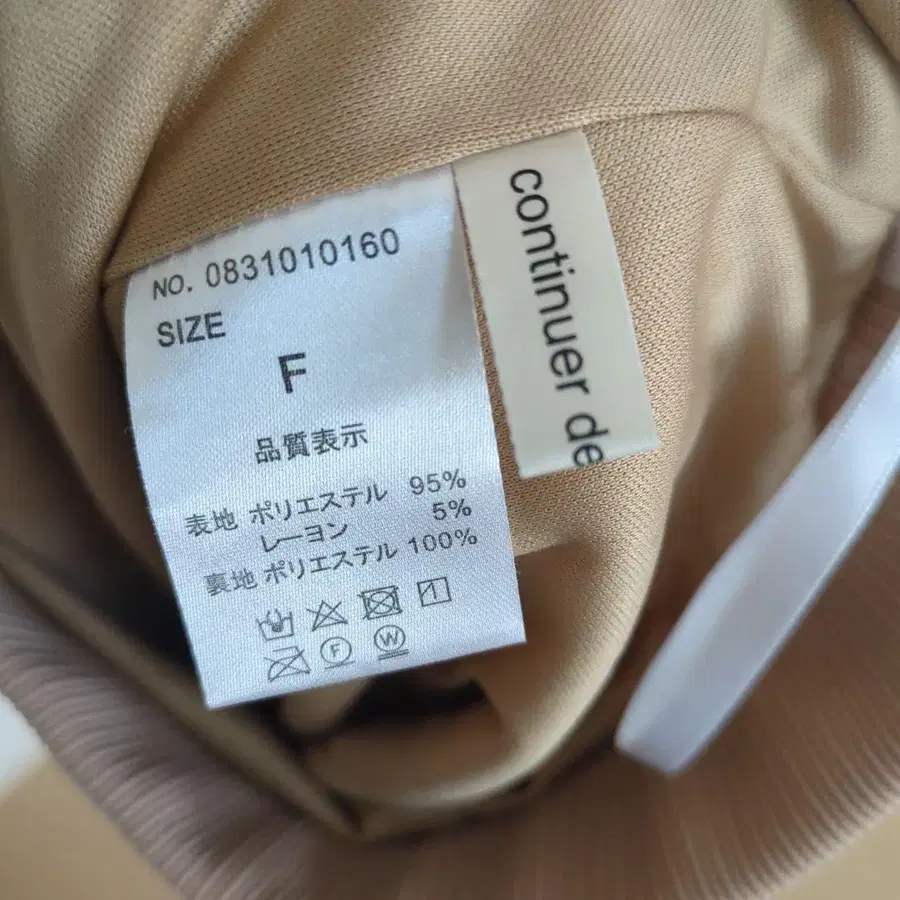 NO. 0831010160
SIZE
F
品質表示
表地 ポリエステル 95%
レーヨン 5%
裏地 ポリエステル 100%
F W
continuer de